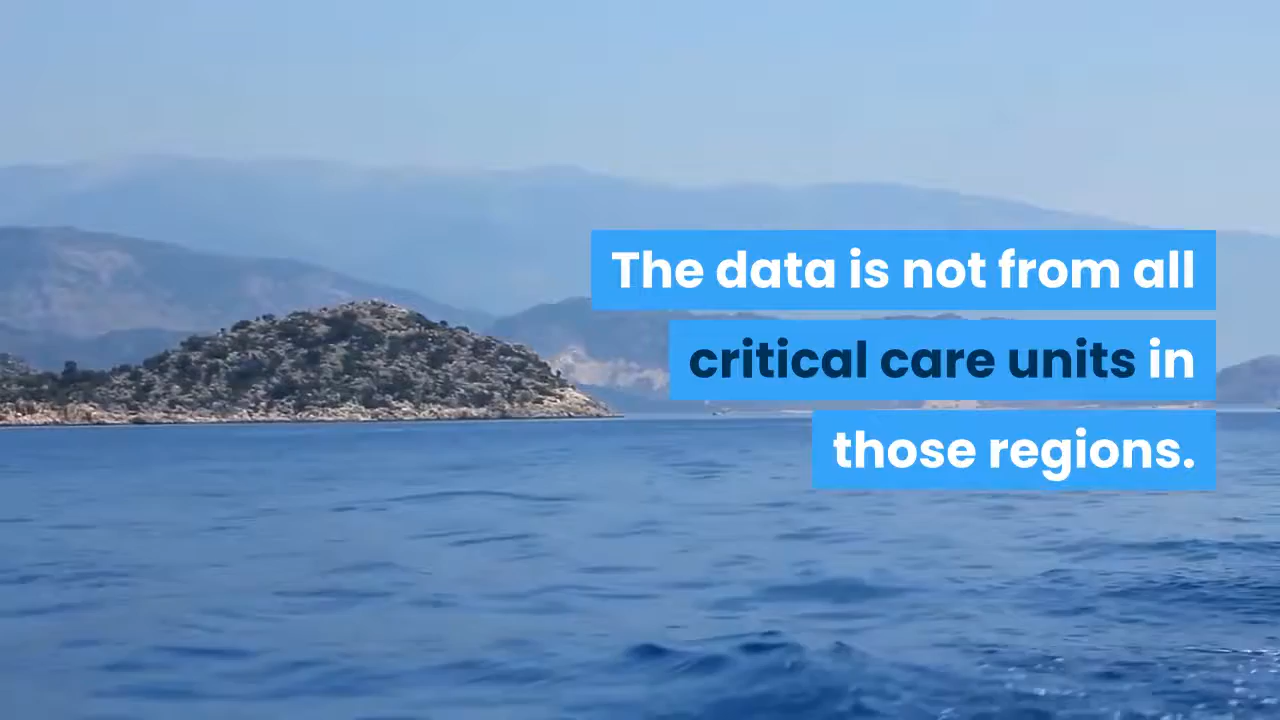 The data is not from all
critical care units in
those regions.